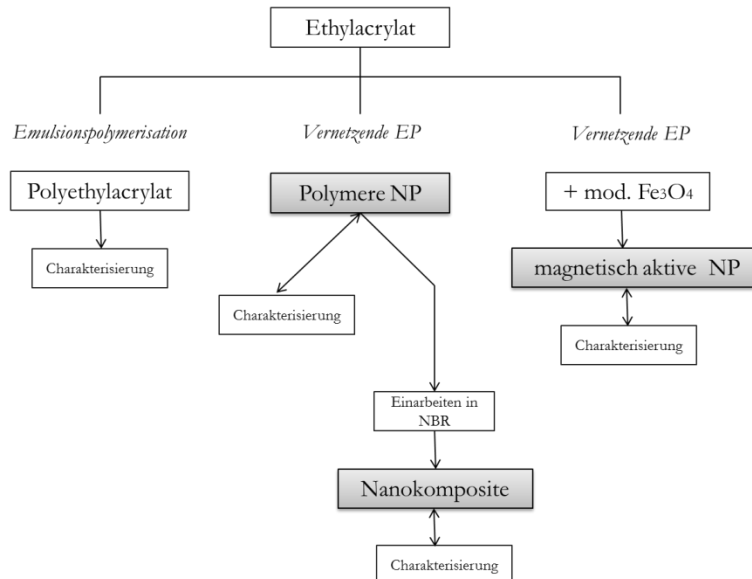 Ethylacrylat
Emulsionspolymerisation
Vernetzende EP
Vernetzende EP
Polyethylacrylat
Polymere NP
+ mod. Fe₃O₄
Charakterisierung
magnetisch aktive NP
Charakterisierung
Charakterisierung
Einarbeiten in
NBR
Nanokomposite
Charakterisierung